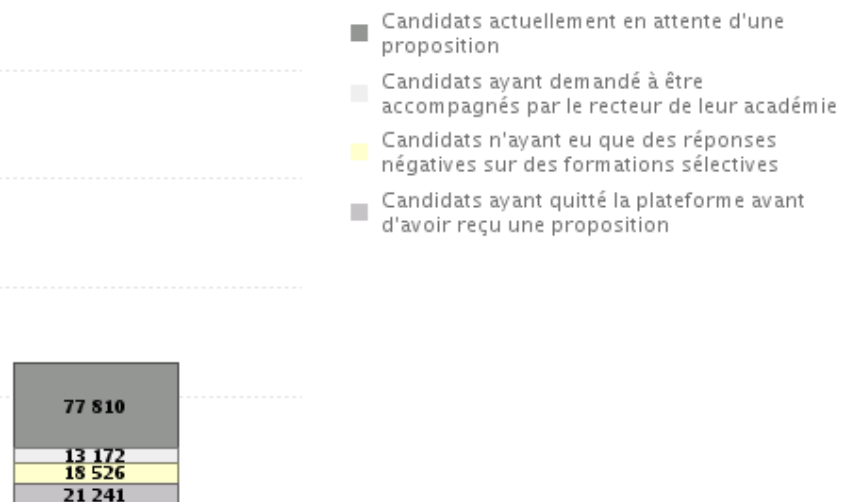 Candidats actuellement en attente d'une
proposition
Candidats ayant demandé à être
accompagnés par le recteur de leur académie
Candidats n'ayant eu que des réponses
négatives sur des formations sélectives
Candidats ayant quitté la plateforme avant
d'avoir reçu une proposition
77 810
13 172
18 526
21 241